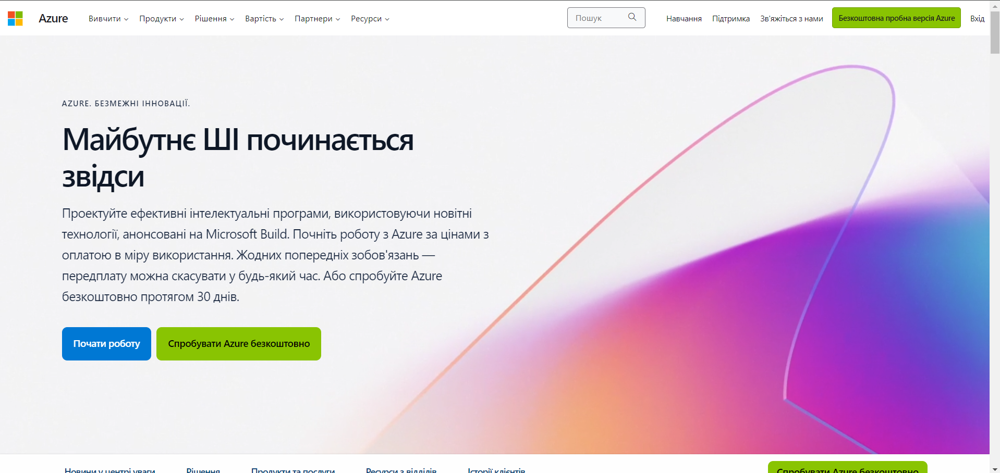 Azure
Вивчити
Продукти
Рішення
Вартість
Партнери
Ресурси
Пошук
Навчання
Підтримка
Зв'яжіться з нами
Безкоштовна пробна версія Azure
Вхід
AZURE. БЕЗМЕЖНІ ІННОВАЦІЇ.
Майбутнє ШІ починається
звідси
Проектуйте ефективні інтелектуальні програми, використовуючи новітні
технології, анонсовані на Microsoft Build. Почніть роботу з Azure за цінами з
оплатою в міру використання. Жодних попередніх зобов'язань —
передплату можна скасувати у будь-який час. Або спробуйте Azure
безкоштовно протягом 30 днів.
Почати роботу
Спробувати Azure безкоштовно
Новини у центрі уваги
Рішення
Продукти та послуги
Ресурси з відділів
Історії клієнтів
Спробувати Azure безкоштовно